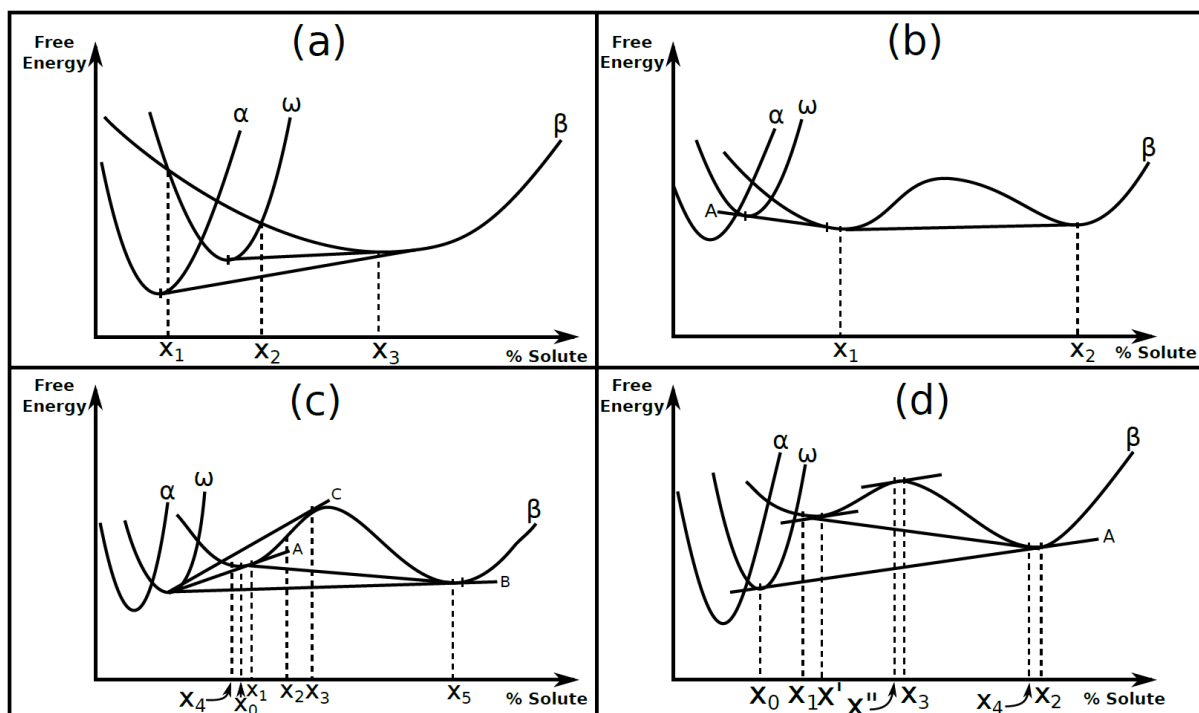 (a)
Free
Energy
α
ω
β
x₁
x₂
x₃
% Solute
(b)
Free
Energy
α
ω
β
A
x₁
x₂
% Solute
(c)
Free
Energy
α
ω
C
β
A
B
x₄
x₀
x₁
x₂
x₃
x₅
% Solute
(d)
Free
Energy
α
ω
β
A
x₀
x₁
x'
x"
x₃
x₄
x₂
% Solute